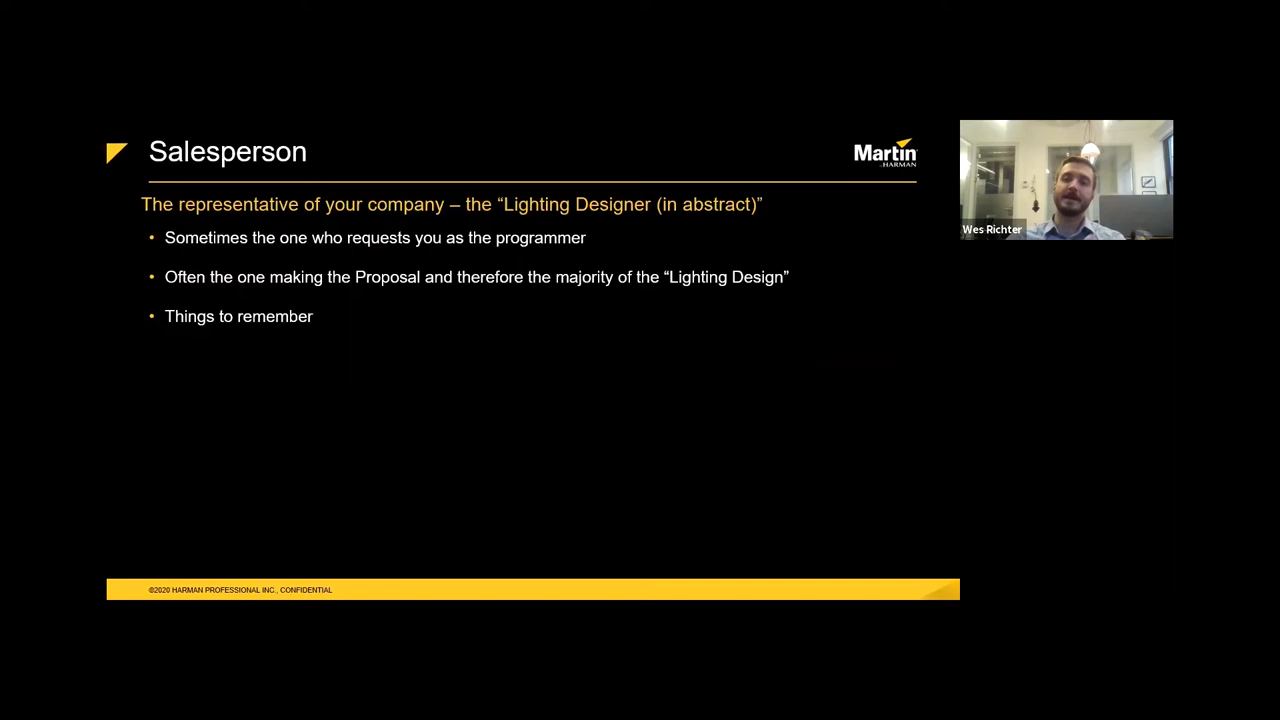 Salesperson
Martin
by HARMAN
The representative of your company – the “Lighting Designer (in abstract)”
• Sometimes the one who requests you as the programmer
• Often the one making the Proposal and therefore the majority of the “Lighting Design”
• Things to remember
Wes Richter
©2020 HARMAN PROFESSIONAL INC., CONFIDENTIAL